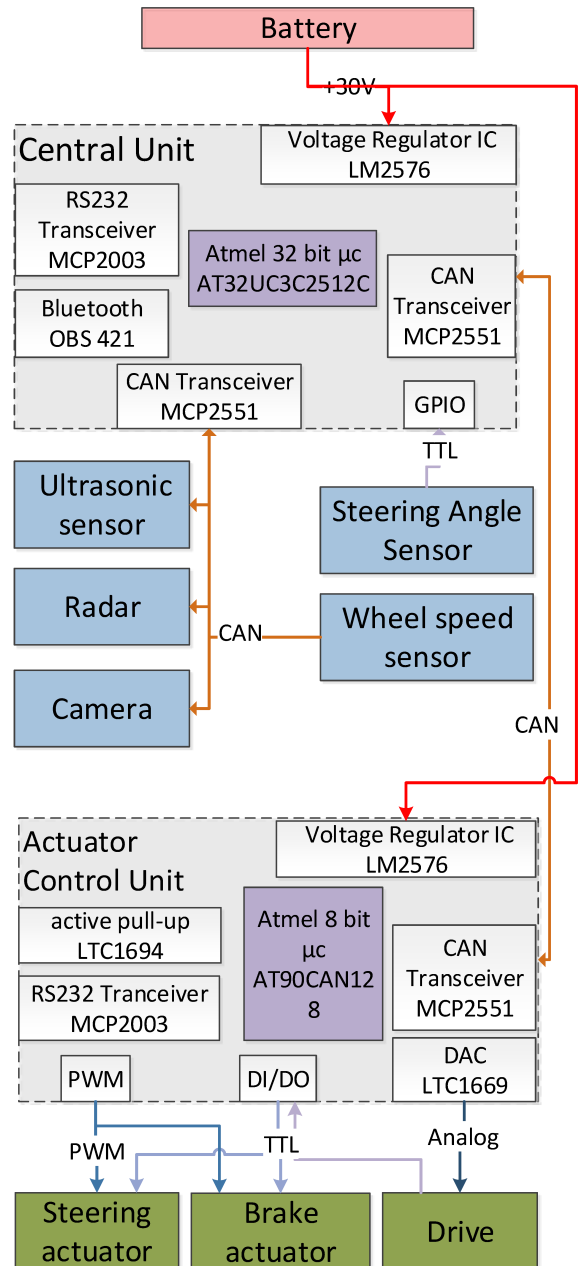 Battery
+30V
Central Unit
Voltage Regulator IC
LM2576
RS232
Transceiver
MCP2003
Atmel 32 bit µc
AT32UC3C2512C
CAN
Transceiver
MCP2551
Bluetooth
OBS 421
CAN Transceiver
MCP2551
GPIO
TTL
Ultrasonic
sensor
Steering Angle
Sensor
Radar
Wheel speed
sensor
CAN
Camera
CAN
Actuator
Control Unit
Voltage Regulator IC
LM2576
active pull-up
LTC1694
Atmel 8 bit
µc
AT90CAN12
8
CAN
Transceiver
MCP2551
RS232 Tranceiver
MCP2003
PWM
DI/DO
DAC
LTC1669
PWM
TTL
Analog
Steering
actuator
Brake
actuator
Drive